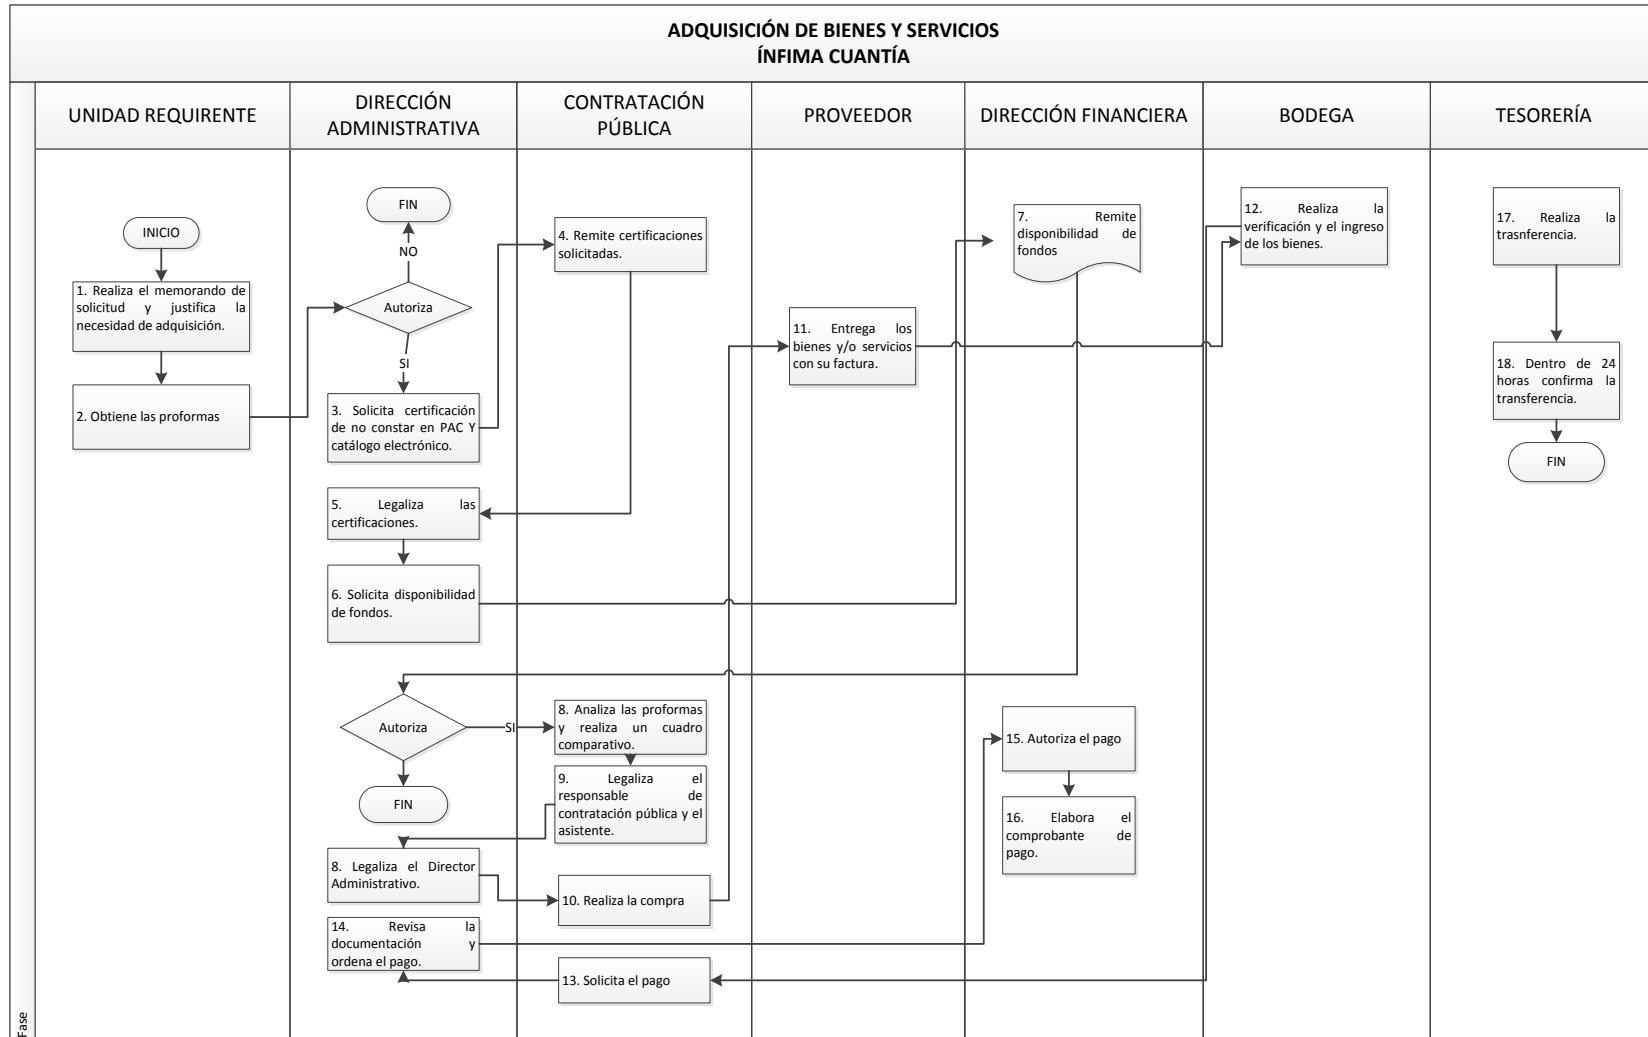 ADQUISICIÓN DE BIENES Y SERVICIOS
ÍNFIMA CUANTÍA
UNIDAD REQUIRENTE
DIRECCIÓN
ADMINISTRATIVA
CONTRATACIÓN
PÚBLICA
PROVEEDOR
DIRECCIÓN FINANCIERA
BODEGA
TESORERÍA
Fase
INICIO
1. Realiza el memorando de
solicitud y justifica la
necesidad de adquisición.
2. Obtiene las proformas
FIN
NO
Autoriza
SI
3. Solicita certificación
de no constar en PAC Y
catálogo electrónico.
4. Remite certificaciones
solicitadas.
5. Legaliza las
certificaciones.
6. Solicita disponibilidad
de fondos.
7. Remite
disponibilidad de
fondos
Autoriza
SI
FIN
8. Analiza las proformas
y realiza un cuadro
comparativo.
9. Legaliza el
responsable de
contratación pública y el
asistente.
8. Legaliza el Director
Administrativo.
10. Realiza la compra
11. Entrega los
bienes y/o servicios
con su factura.
12. Realiza la
verificación y el ingreso
de los bienes.
13. Solicita el pago
14. Revisa la
documentación y
ordena el pago.
15. Autoriza el pago
16. Elabora el
comprobante de
pago.
17. Realiza la
trasnferencia.
18. Dentro de 24
horas confirma la
transferencia.
FIN